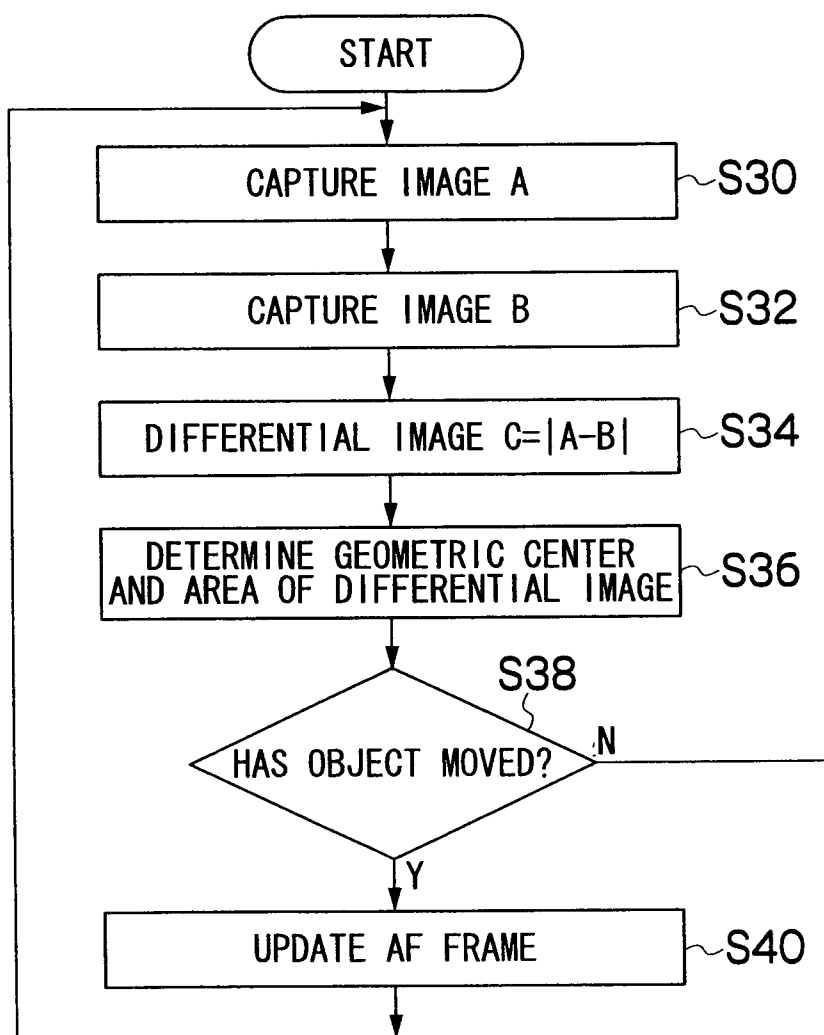 START
CAPTURE IMAGE A
S30
CAPTURE IMAGE B
S32
DIFFERENTIAL IMAGE C=|A-B|
S34
DETERMINE GEOMETRIC CENTER
AND AREA OF DIFFERENTIAL IMAGE
S36
S38
HAS OBJECT MOVED?
N
Y
UPDATE AF FRAME
S40